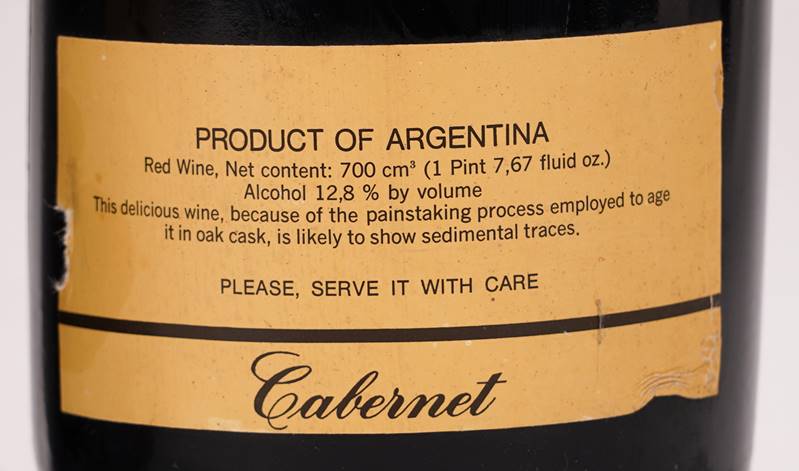 PRODUCT OF ARGENTINA
Red Wine, Net content: 700 cm³ (1 Pint 7,67 fluid oz.)
Alcohol 12,8 % by volume
This delicious wine, because of the painstaking process employed to age
it in oak cask, is likely to show sedimental traces.
PLEASE, SERVE IT WITH CARE
Cabernet